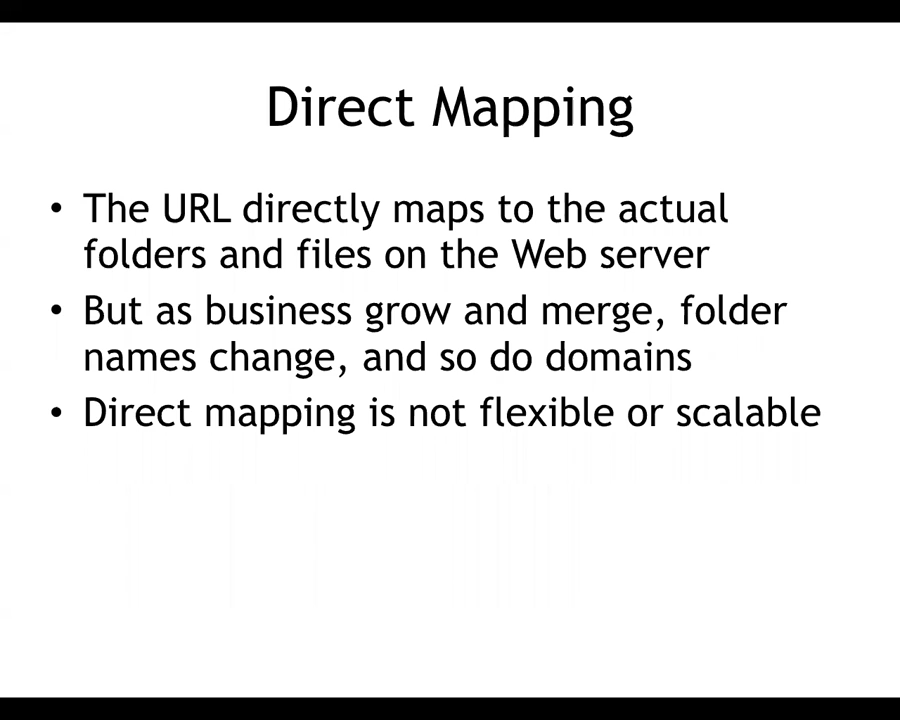 Direct Mapping
• The URL directly maps to the actual
folders and files on the Web server
• But as business grow and merge, folder
names change, and so do domains
• Direct mapping is not flexible or scalable